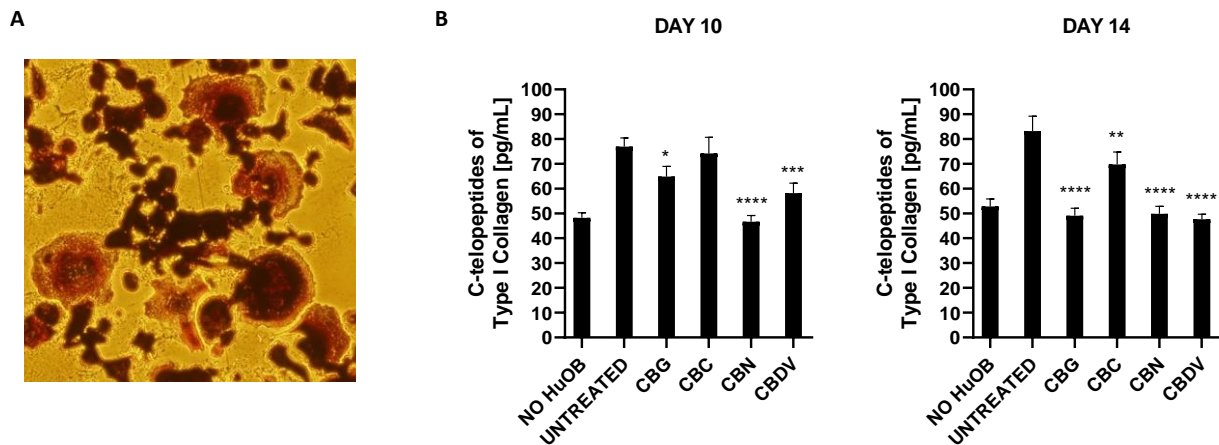 A
B
DAY 10
C-telopeptides of
Type I Collagen [pg/mL]
100
90
80
70
60
50
40
30
20
10
0
*
***
****
NO HuOB
UNTREATED
CBG
CBC
CBN
CBDV
DAY 14
C-telopeptides of
Type I Collagen [pg/mL]
100
90
80
70
60
50
40
30
20
10
0
**
****
****
****
NO HuOB
UNTREATED
CBG
CBC
CBN
CBDV